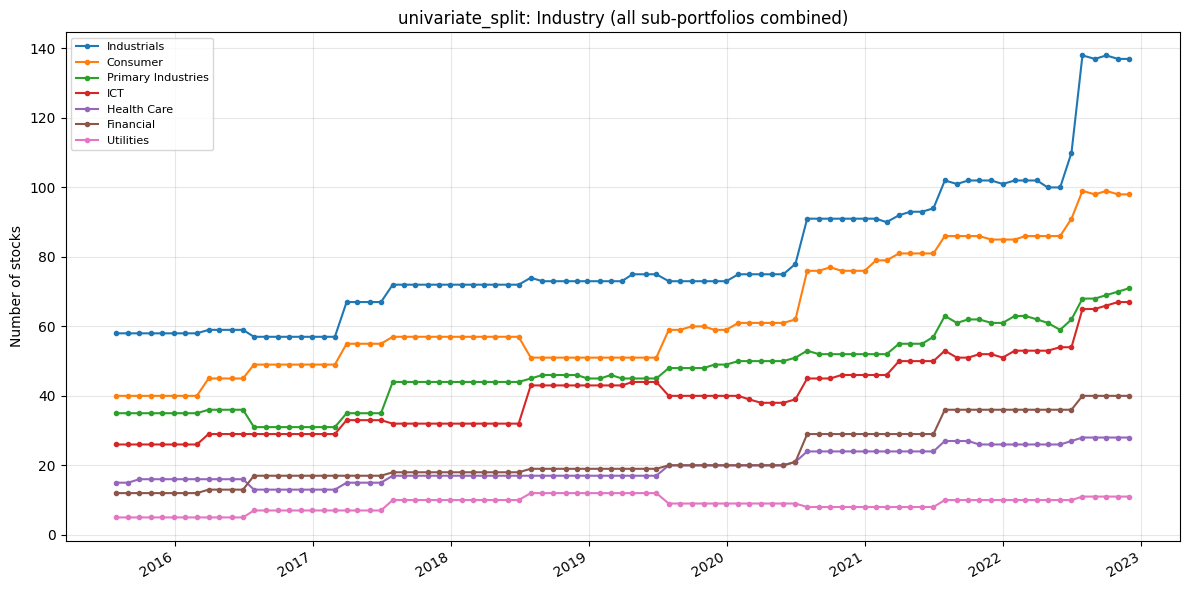 univariate_split: Industry (all sub-portfolios combined)
Industrials
Consumer
Primary Industries
ICT
Health Care
Financial
Utilities
Number of stocks
140
120
100
80
60
40
20
0
2016
2017
2018
2019
2020
2021
2022
2023